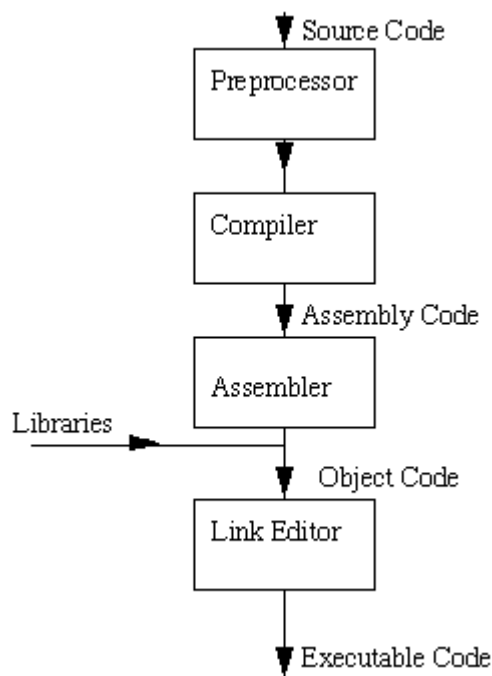 Source Code
Preprocessor
Compiler
Assembly Code
Assembler
Libraries
Object Code
Link Editor
Executable Code